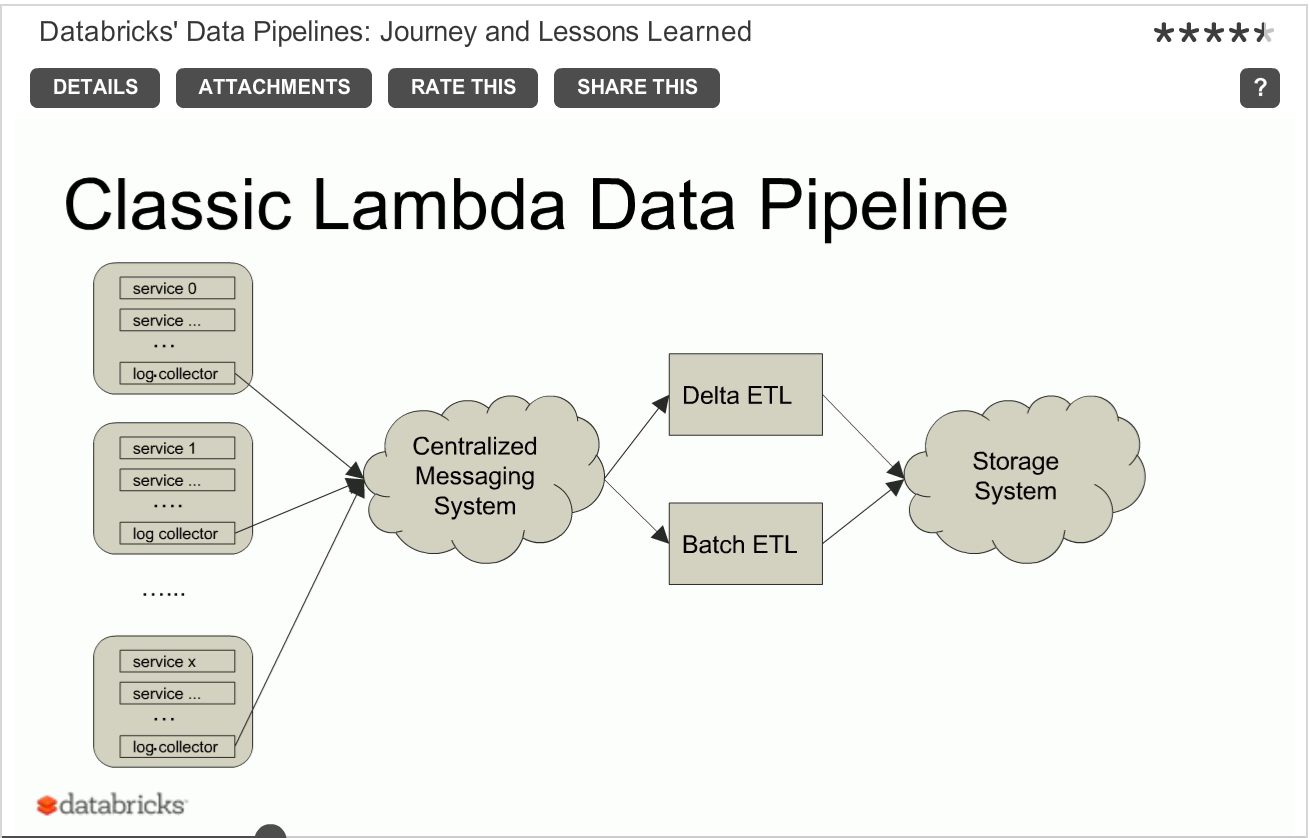 Databricks' Data Pipelines: Journey and Lessons Learned
DETAILS
ATTACHMENTS
RATE THIS
SHARE THIS
?
Classic Lambda Data Pipeline
service 0
service ...
...
log collector
service 1
service ...
....
log collector
......
service x
service ...
...
log collector
Centralized
Messaging
System
Delta ETL
Batch ETL
Storage
System
databricks